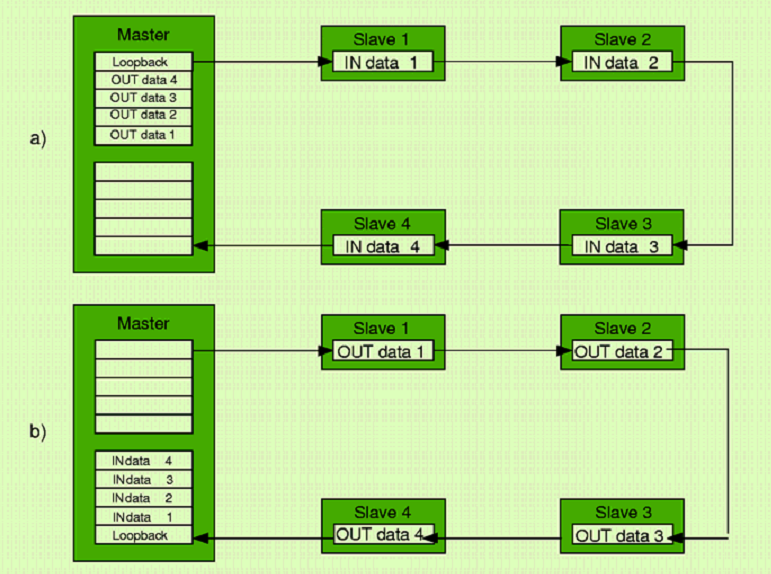 a)
Master
Loopback
OUT data 4
OUT data 3
OUT data 2
OUT data 1
Slave 1
IN data 1
Slave 2
IN data 2
Slave 4
IN data 4
Slave 3
IN data 3
b)
Master
INdata 4
INdata 3
INdata 2
INdata 1
Loopback
Slave 1
OUT data 1
Slave 2
OUT data 2
Slave 4
OUT data 4
Slave 3
OUT data 3